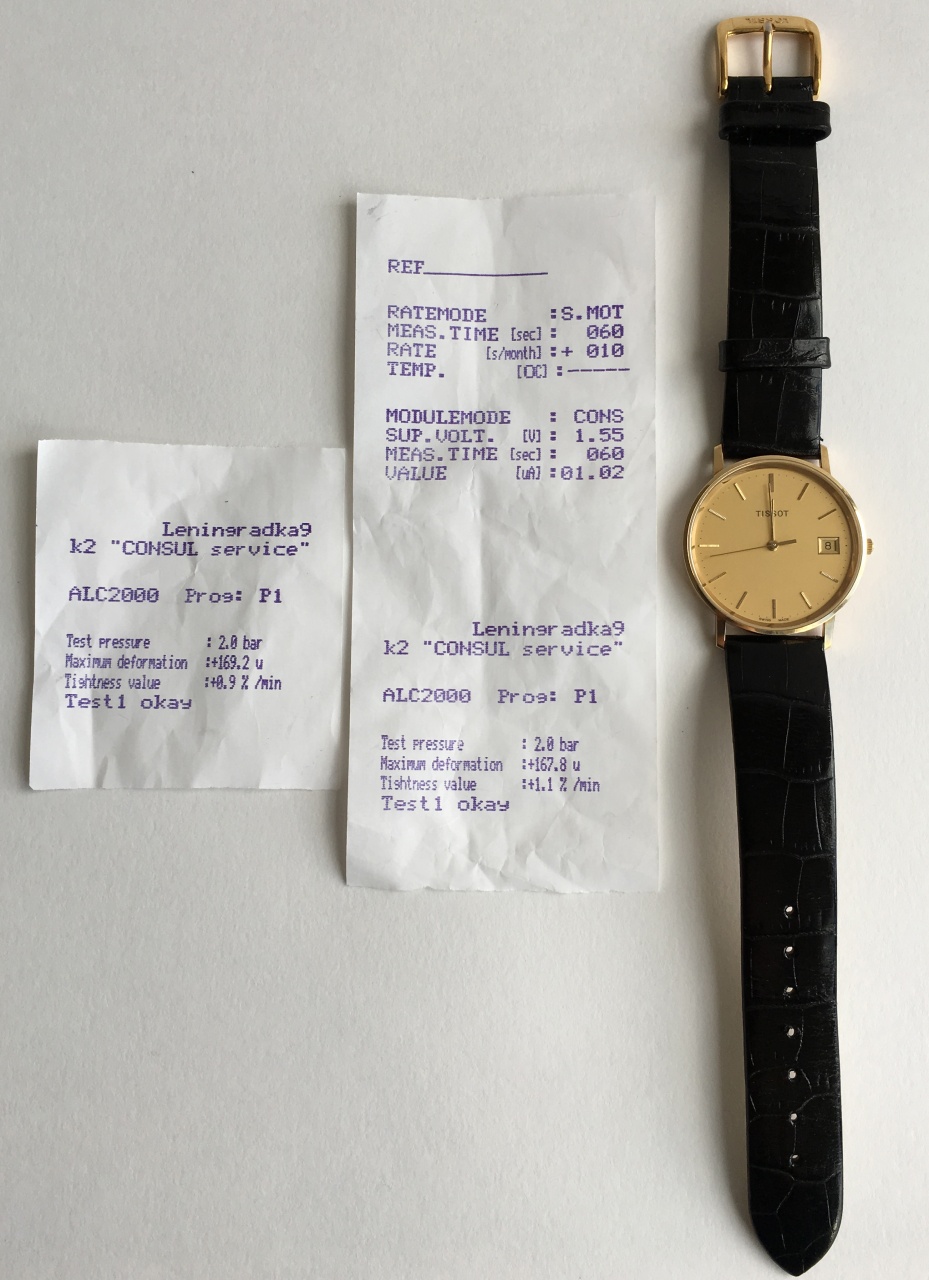 Leningradka9
k2 "CONSUL service"
ALC2000 Prog: P1
Test pressure : 2.0 bar
Maximum deformation :+169.2 u
Tightness value :+0.9 % /min
Test1 okay
REF__________
RATEMODE :S.MOT
MEAS.TIME [sec] : 060
RATE [s/month] :+ 010
TEMP. [OC] :-----
MODULEMODE : CONS
SUP.VOLT. [V] : 1.55
MEAS.TIME [sec] : 060
VALUE [uA] :01.02
Leningradka9
k2 "CONSUL service"
ALC2000 Prog: P1
Test pressure : 2.0 bar
Maximum deformation :+167.8 u
Tightness value :+1.1 % /min
Test1 okay
TISSOT
TISSOT
8